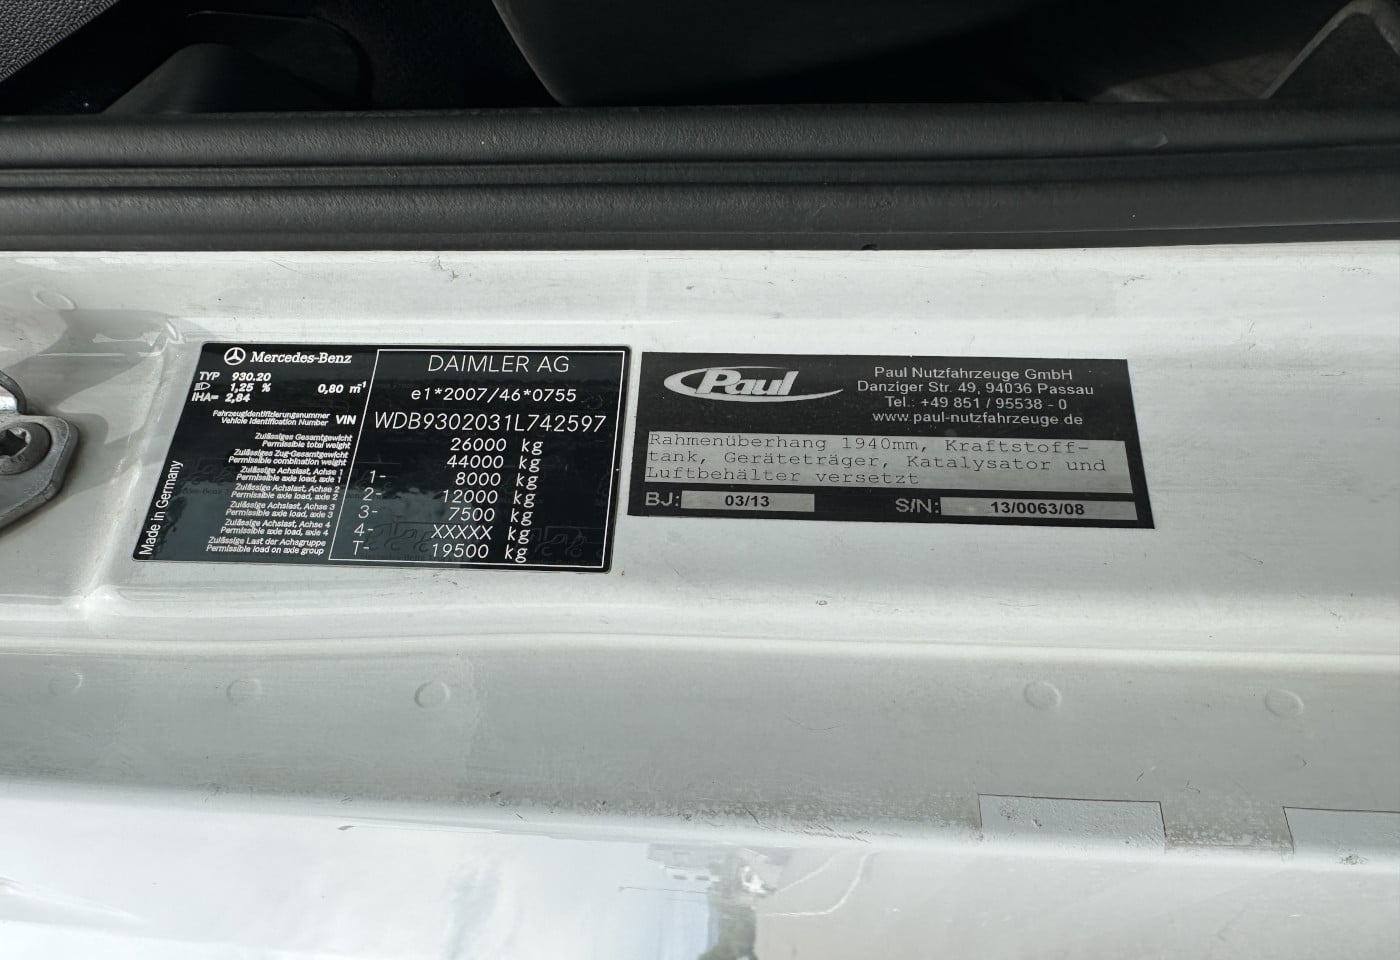 Mercedes-Benz
TYP 930.20
1,25 % 0,80 m¹
IHA= 2,84
Fahrzeugidentifizierungsnummer
Vehicle Identification Number VIN
Zulässiges Gesamtgewicht
Permissible total weight
Zulässiges Zug-Gesamtgewicht
Permissible combination weight
Zulässige Achslast, Achse 1
Permissible axle load, axle 1
Zulässige Achslast, Achse 2
Permissible axle load, axle 2
Zulässige Achslast, Achse 3
Permissible axle load, axle 3
Zulässige Achslast, Achse 4
Permissible axle load, axle 4
Zulässige Last der Achsgruppe
Permissible load on axle group
Made in Germany
DAIMLER AG
e1*2007/46*0755
WDB9302031L742597
26000 kg
44000 kg
1- 8000 kg
2- 12000 kg
3- 7500 kg
4- XXXXX kg
T- 19500 kg
Paul
Paul Nutzfahrzeuge GmbH
Danziger Str. 49, 94036 Passau
Tel.: +49 851 / 95538 - 0
www.paul-nutzfahrzeuge.de
Rahmenüberhang 1940mm, Kraftstoff-
tank, Geräteträger, Katalysator und
Luftbehälter versetzt
BJ: 03/13 S/N: 13/0063/08